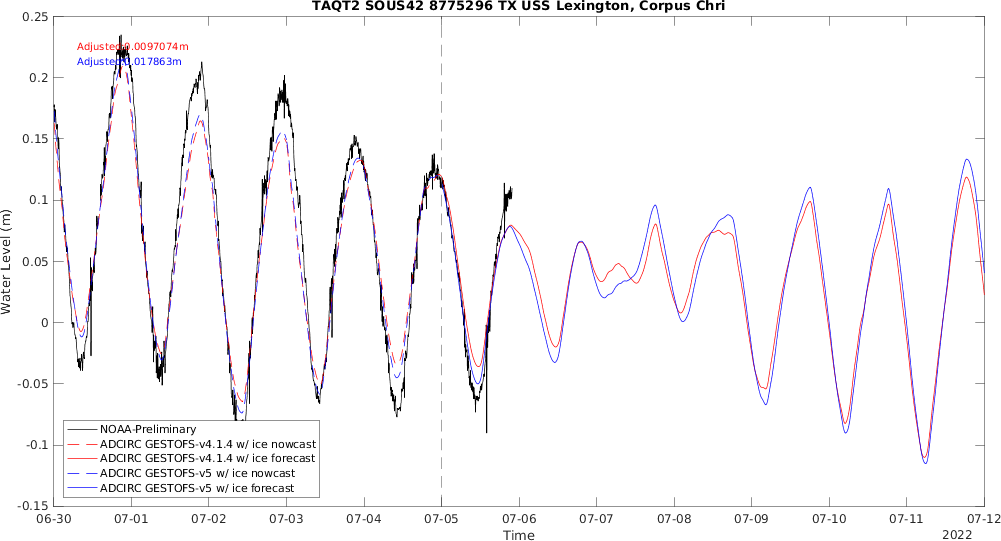 TAQT2 SOUS42 8775296 TX USS Lexington, Corpus Chri
0.25
0.2
0.15
0.1
0.05
0
-0.05
-0.1
-0.15
Water Level (m)
Adjusted:0.0097074m
Adjusted:0.017863m
NOAA-Preliminary
ADCIRC GESTOFS-v4.1.4 w/ ice nowcast
ADCIRC GESTOFS-v4.1.4 w/ ice forecast
ADCIRC GESTOFS-v5 w/ ice nowcast
ADCIRC GESTOFS-v5 w/ ice forecast
06-30 07-01 07-02 07-03 07-04 07-05 07-06 07-07 07-08 07-09 07-10 07-11 07-12
Time
2022